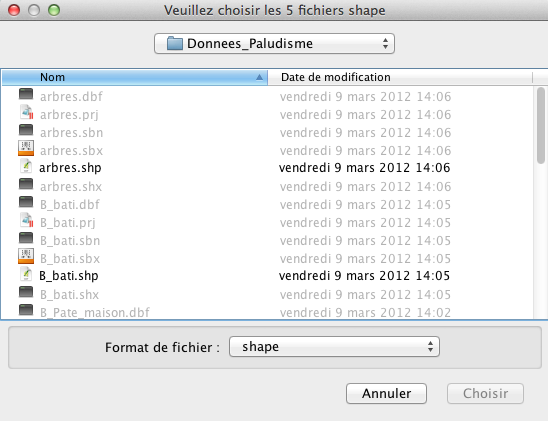 Veuillez choisir les 5 fichiers shape
Donnees_Paludisme
Nom Date de modification
arbres.dbf vendredi 9 mars 2012 14:06
arbres.prj vendredi 9 mars 2012 14:06
arbres.sbn vendredi 9 mars 2012 14:06
arbres.sbx vendredi 9 mars 2012 14:06
arbres.shp vendredi 9 mars 2012 14:06
arbres.shx vendredi 9 mars 2012 14:06
B_bati.dbf vendredi 9 mars 2012 14:05
B_bati.prj vendredi 9 mars 2012 14:05
B_bati.sbn vendredi 9 mars 2012 14:05
B_bati.sbx vendredi 9 mars 2012 14:05
B_bati.shp vendredi 9 mars 2012 14:05
B_bati.shx vendredi 9 mars 2012 14:05
B_Pate_maison.dbf vendredi 9 mars 2012 14:02
Format de fichier : shape
Annuler Choisir